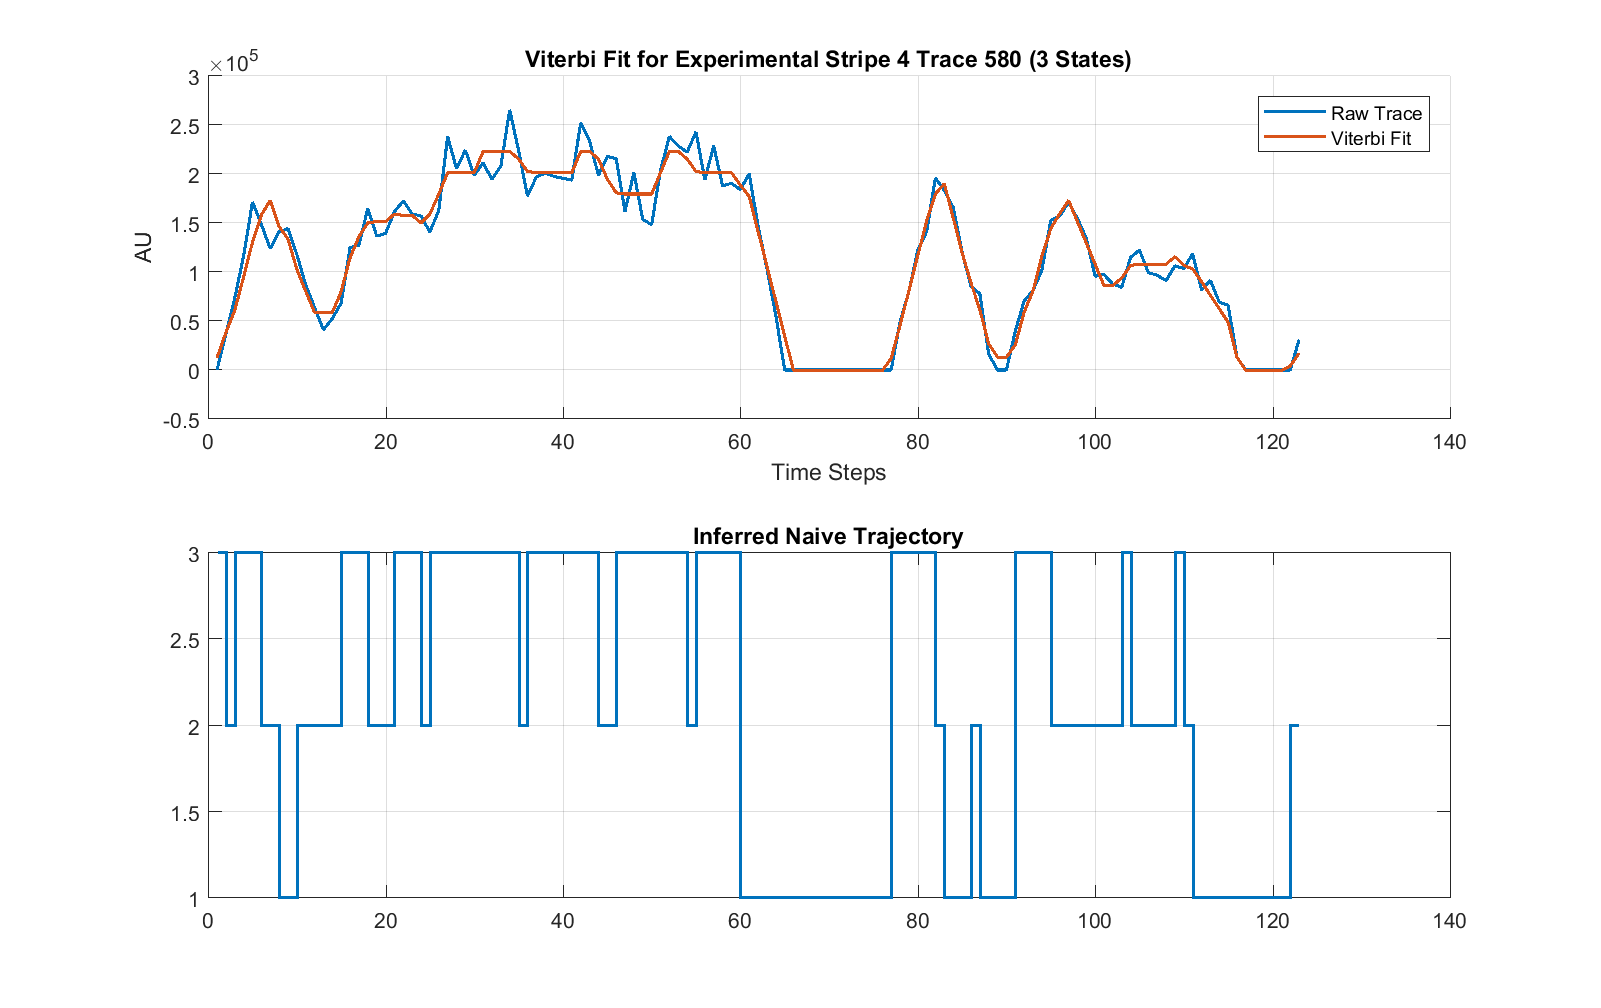 Viterbi Fit for Experimental Stripe 4 Trace 580 (3 States)
×10^5
3
2.5
2
1.5
1
0.5
0
-0.5
AU
Raw Trace
Viterbi Fit
0 20 40 60 80 100 120 140
Time Steps
Inferred Naive Trajectory
3
2.5
2
1.5
1
0 20 40 60 80 100 120 140